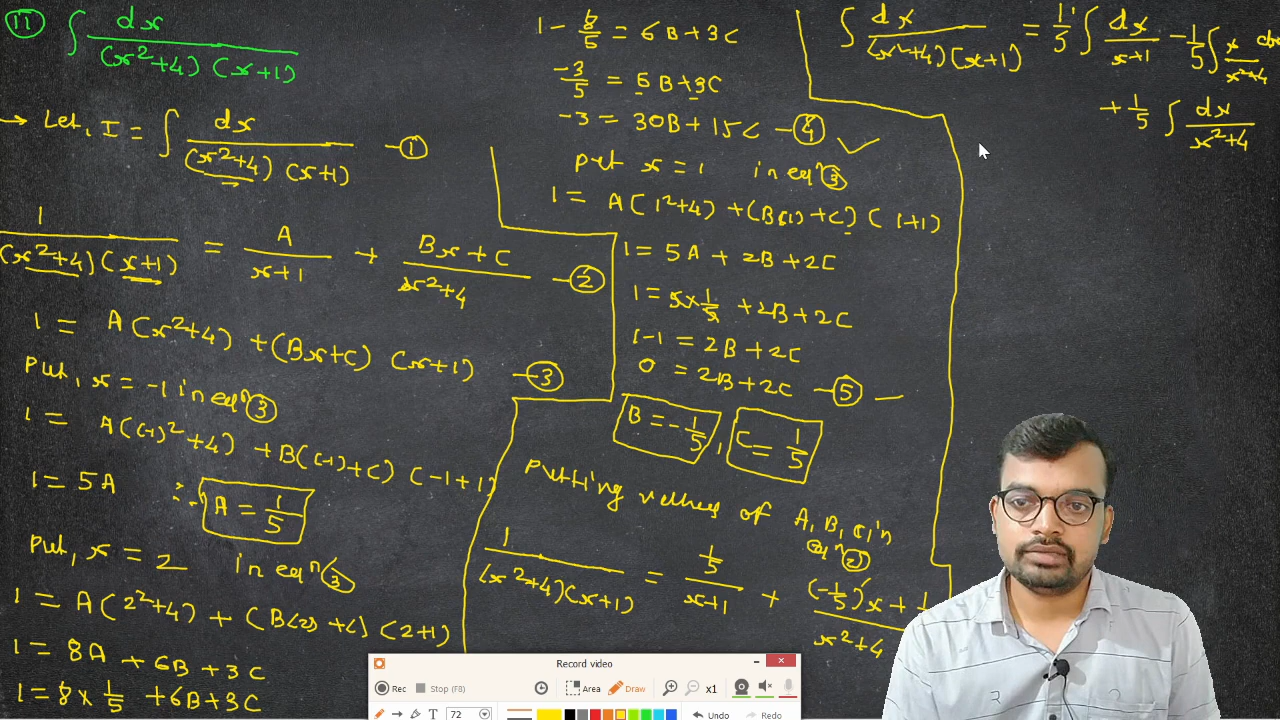 11 ∫ dx / (x²+4) (x+1)
→ Let, I = ∫ dx / (x²+4) (x+1) —①
1 / (x²+4)(x+1) = A / x+1 + Bx+C / x²+4 —②
1 = A(x²+4) +(Bx+C) (x+1) —③
Put, x = -1 in eqⁿ ③
1 = A((-1)²+4) +B((-1)+C) (-1+1)
1 = 5A ∴ A = 1/5
Put, x = 2 in eqⁿ ③
1 = A(2²+4) + (B(2)+C)(2+1)
1 = 8A + 6B + 3C
1 = 8 × 1/5 +6B+3C
1 - 8/5 = 6B+3C
-3/5 = 6B+3C
-3 = 30B+15C —④
Put x = 1 in eqⁿ ③
1 = A(1²+4) +(B(1)+C) (1+1)
1 = 5A + 2B+2C
1 = 5×1/5 +2B+2C
1-1 = 2B+2C
0 = 2B+2C —⑤
B = -1/5 , C = 1/5
Putting values of A, B, C, in
eqⁿ ②
1 / (x²+4)(x+1) = 1/5 / x+1 + (-1/5)x + 1 / x²+4
∫ dx / (x²+4)(x+1) = 1/5 ∫ dx / x+1 - 1/5 ∫ x dx / x²+4
+ 1/5 ∫ dx / x²+4
Record video
Rec Stop (F8) Area Draw x1
T 72 Undo Redo